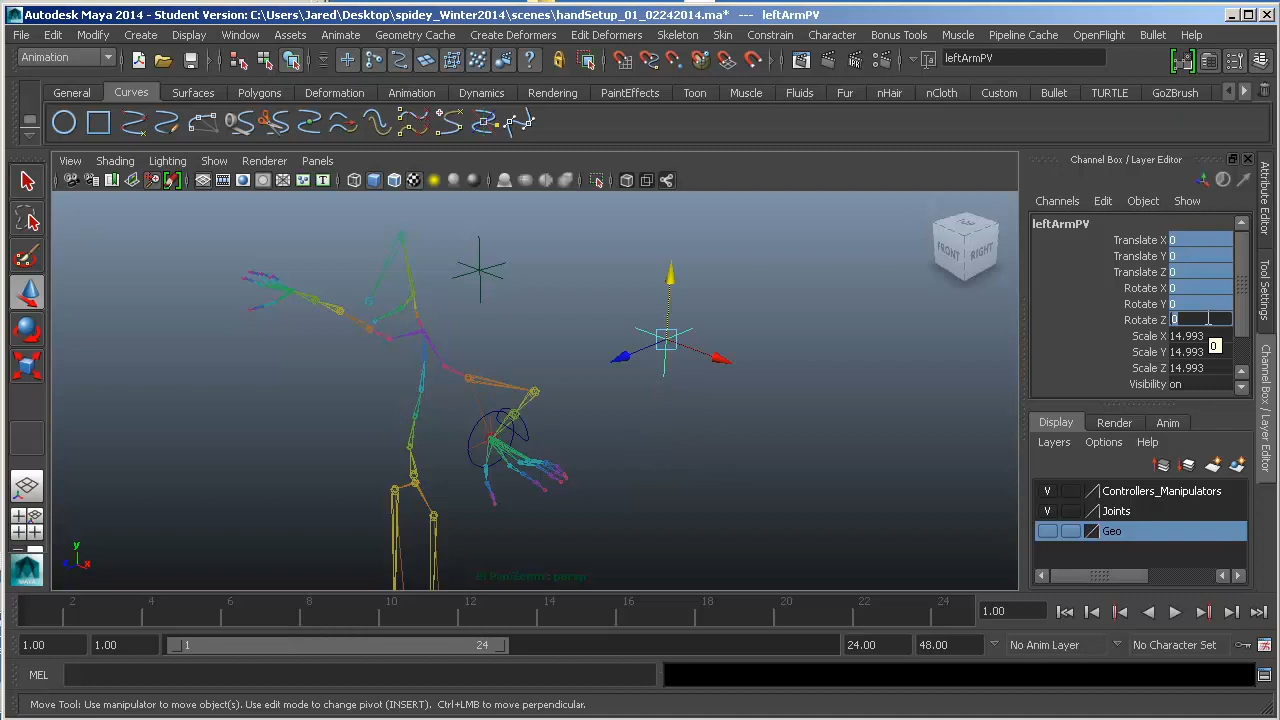 Autodesk Maya 2014 - Student Version: C:\Users\Jared\Desktop\spidey_Winter2014\scenes\handSetup_01_02242014.ma* --- leftArmPV
File Edit Modify Create Display Window Assets Animate Geometry Cache Create Deformers Edit Deformers Skeleton Skin Constrain Character Bonus Tools Muscle Pipeline Cache OpenFlight Bullet Help
Animation leftArmPV
General Curves Surfaces Polygons Deformation Animation Dynamics Rendering PaintEffects Toon Muscle Fluids Fur nHair nCloth Custom Bullet TURTLE GoZBrush
View Shading Lighting Show Renderer Panels
Channel Box / Layer Editor
Channels Edit Object Show
leftArmPV
Translate X 0
Translate Y 0
Translate Z 0
Rotate X 0
Rotate Y 0
Rotate Z 0
Scale X 14.993
Scale Y 14.993
0
Scale Z 14.993
Visibility on
FRONT RIGHT
Attribute Editor
Tool Settings
Channel Box / Layer Editor
Display Render Anim
Layers Options Help
V Controllers_Manipulators
V Joints
Geo
y
x
2 4 6 8 10 12 14 16 18 20 22 24
1.00
1.00 1.00 1 24 24.00 48.00 No Anim Layer No Character Set
MEL
Move Tool: Use manipulator to move object(s). Use edit mode to change pivot (INSERT). Ctrl+LMB to move perpendicular.